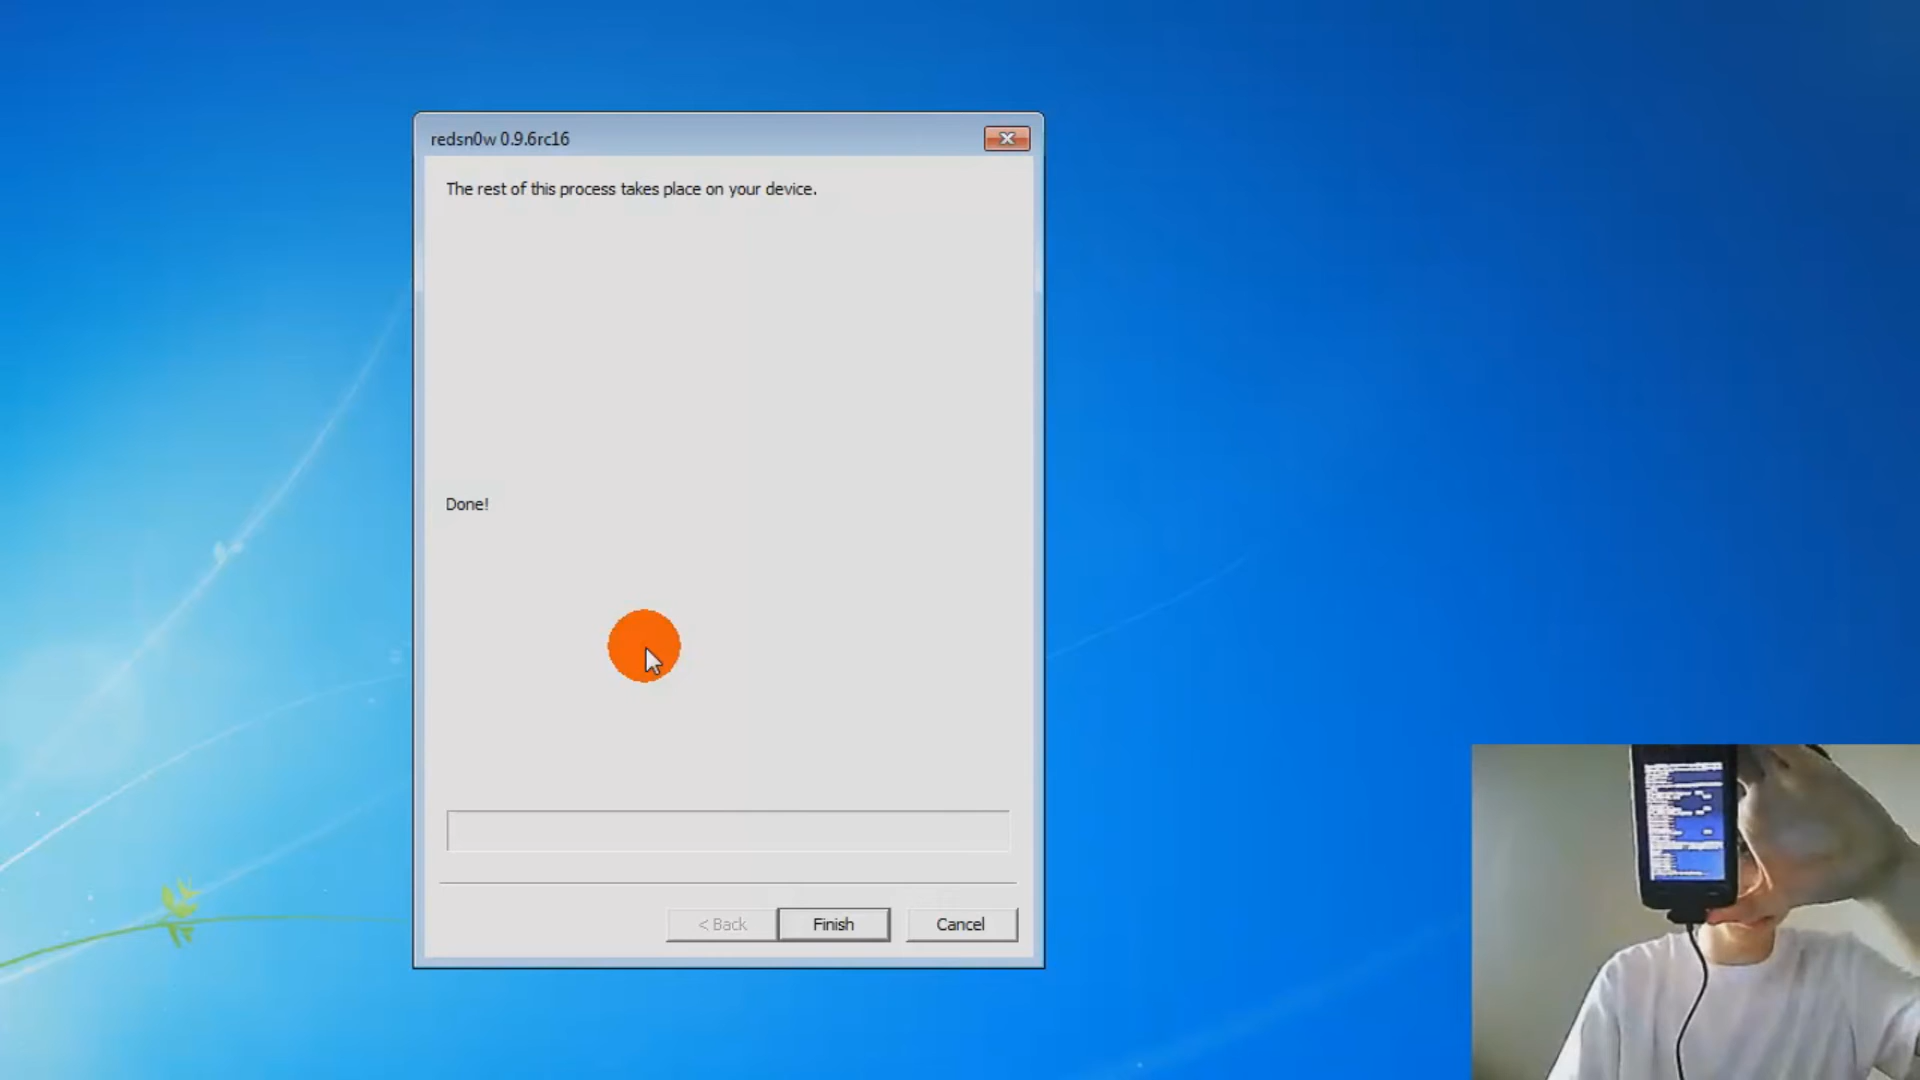 redsn0w 0.9.6rc16
The rest of this process takes place on your device.
Done!
< Back
Finish
Cancel